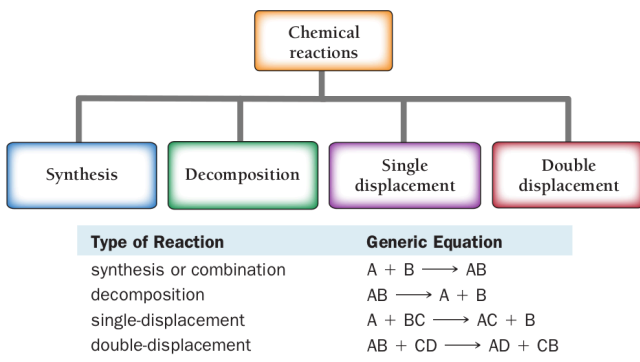 Chemical
reactions
Synthesis
Decomposition
Single
displacement
Double
displacement
Type of Reaction Generic Equation
synthesis or combination A + B ⟶ AB
decomposition AB ⟶ A + B
single-displacement A + BC ⟶ AC + B
double-displacement AB + CD ⟶ AD + CB